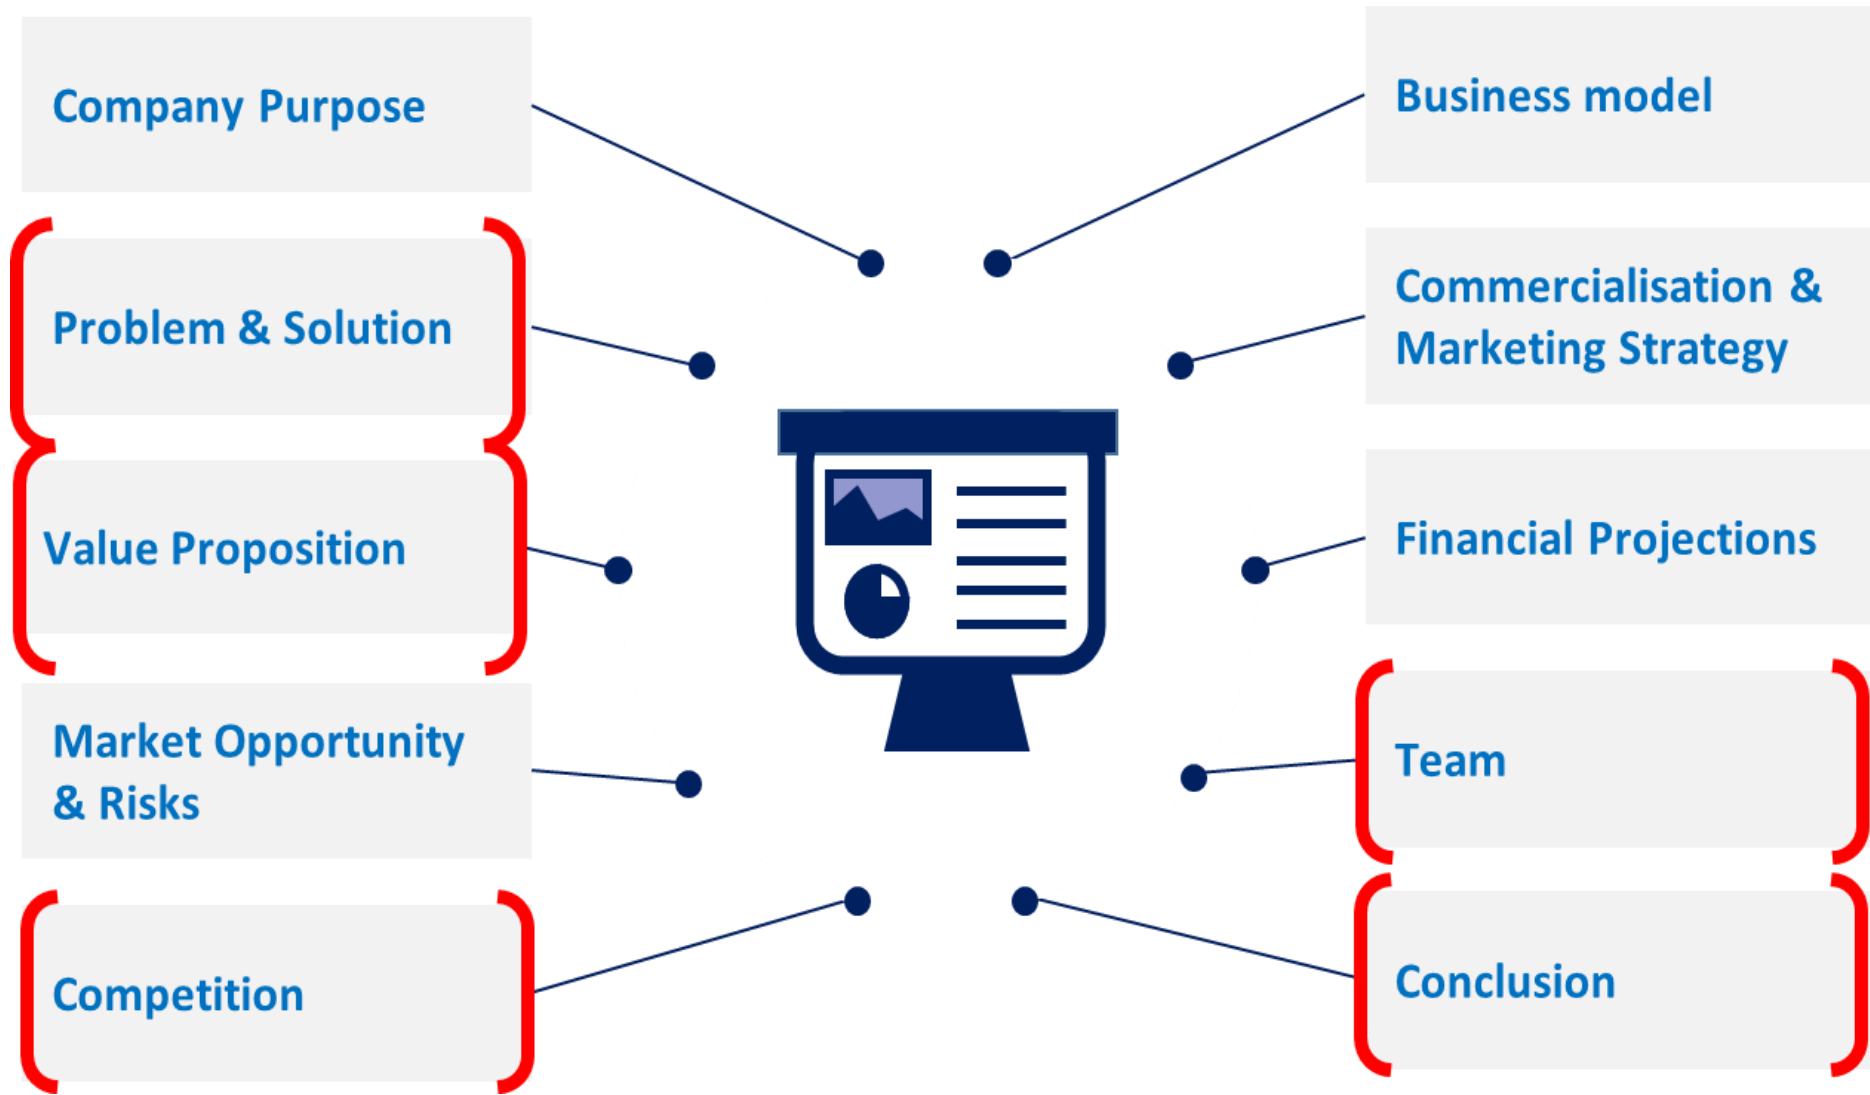 Company Purpose
Problem & Solution
Value Proposition
Market Opportunity
& Risks
Competition
Business model
Commercialisation &
Marketing Strategy
Financial Projections
Team
Conclusion